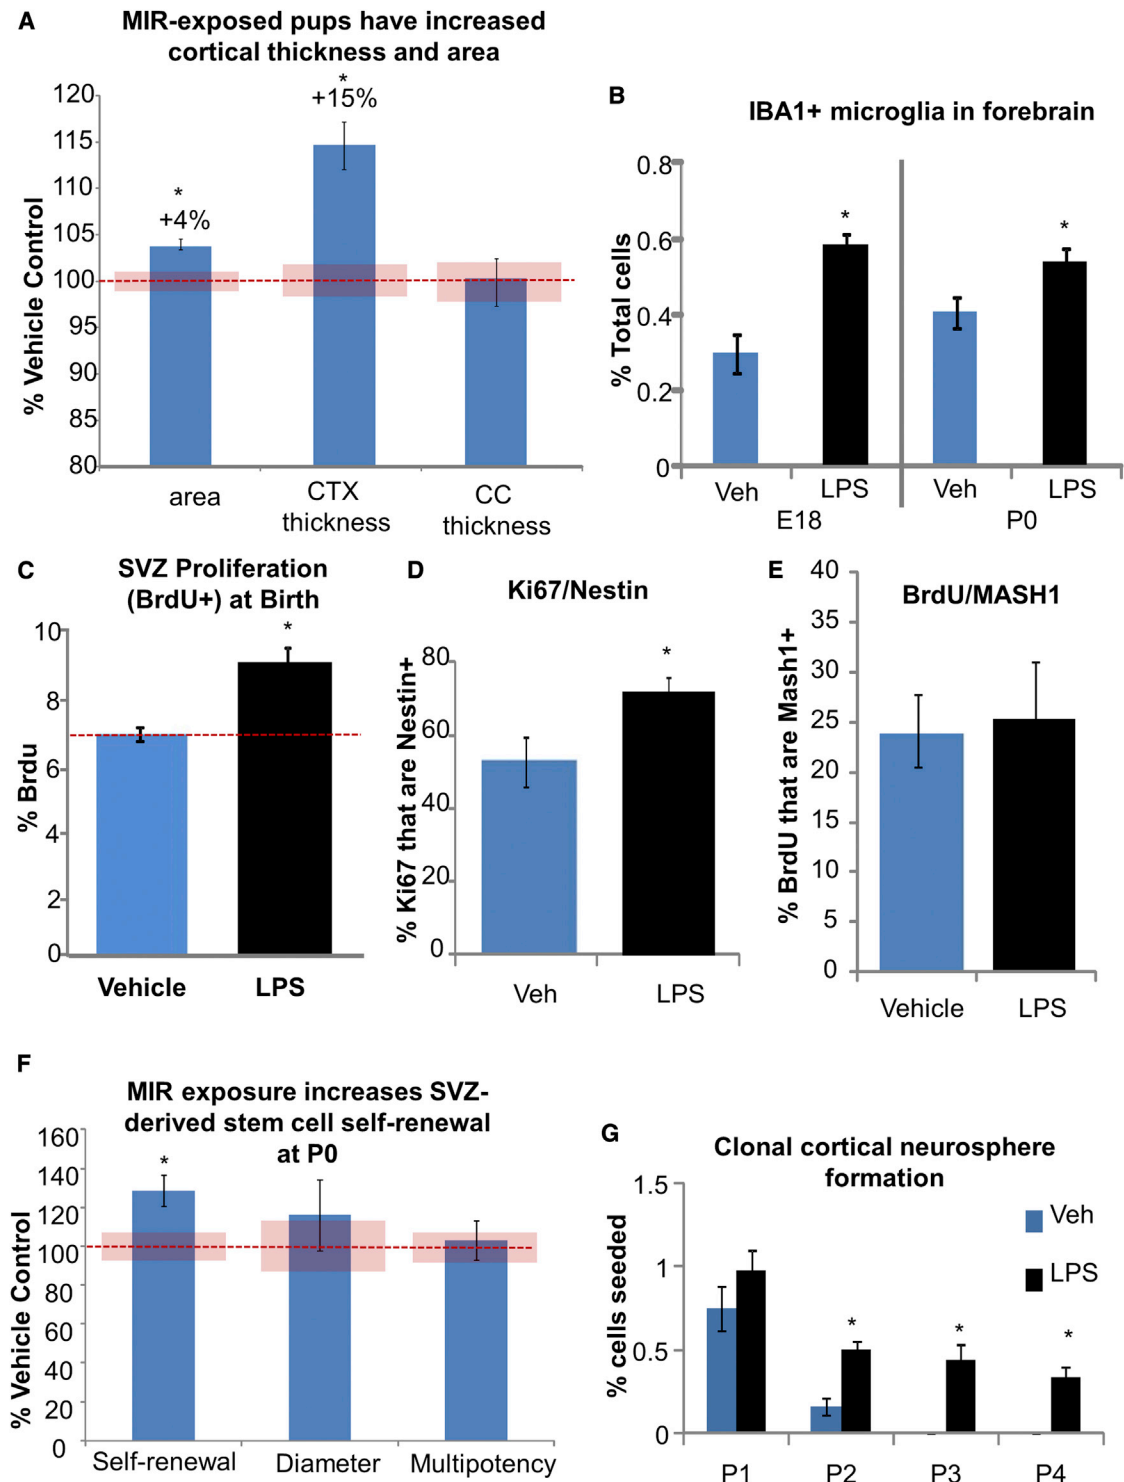 A
MIR-exposed pups have increased
cortical thickness and area
% Vehicle Control
120
115
110
105
100
95
90
85
80
*
+4%
*
+15%
area
CTX
thickness
CC
thickness
B
IBA1+ microglia in forebrain
% Total cells
0.8
0.6
0.4
0.2
0
*
*
Veh
LPS
Veh
LPS
E18
P0
C
SVZ Proliferation
(BrdU+) at Birth
% Brdu
10
8
6
4
2
0
*
Vehicle
LPS
D
Ki67/Nestin
% Ki67 that are Nestin+
80
60
40
20
0
*
Veh
LPS
E
BrdU/MASH1
% BrdU that are Mash1+
40
35
30
25
20
15
10
5
0
Vehicle
LPS
F
MIR exposure increases SVZ-
derived stem cell self-renewal
at P0
% Vehicle Control
160
140
120
100
80
60
40
20
0
*
Self-renewal
Diameter
Multipotency
G
Clonal cortical neurosphere
formation
% cells seeded
1.5
1
0.5
0
Veh
LPS
*
*
*
P1
P2
P3
P4